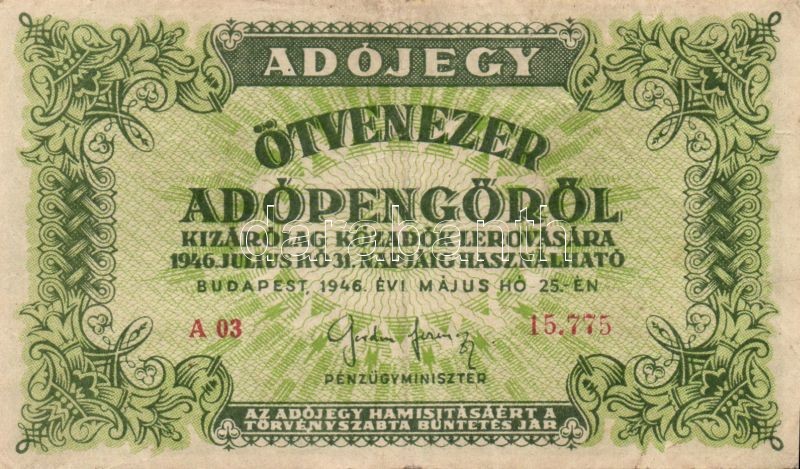 ADÓJEGY
ÖTVENEZER
ADÓPENGŐRŐL
KIZÁRÓLAG KÖZADÓK LEROVÁSÁRA
1946. JULIUS HÓ 31. NAPJÁIG HASZNÁLHATÓ
BUDAPEST, 1946. ÉVI MÁJUS HÓ 25.-ÉN
A 03
15.775
PÉNZÜGYMINISZTER
AZ ADÓJEGY HAMISITÁSÁÉRT A
TÖRVÉNYSZABTA BÜNTETÉS JÁR